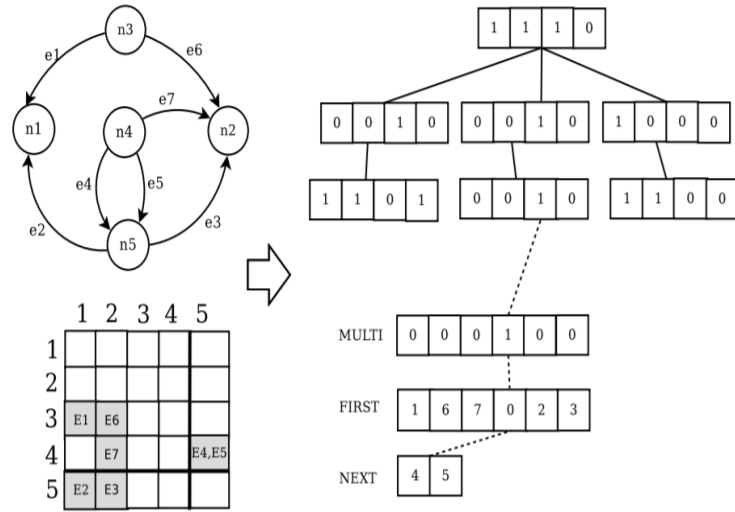 n3
e1
e6
e7
n1
n4
n2
e4
e5
e2
e3
n5
1 2 3 4 5
1
2
3 E1 E6
4 E7 E4,E5
5 E2 E3
1 1 1 0
0 0 1 0 0 0 1 0 1 0 0 0
1 1 0 1 0 0 1 0 1 1 0 0
MULTI 0 0 0 1 0 0
FIRST 1 6 7 0 2 3
NEXT 4 5